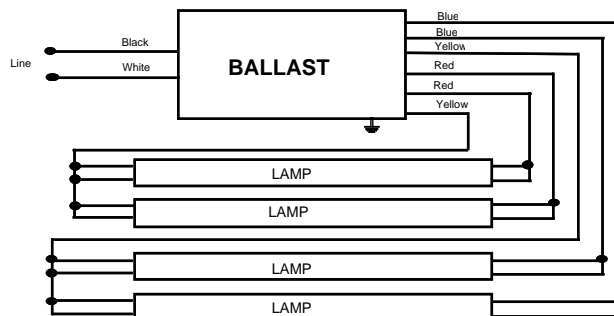 Blue
Blue
Black
Yellow
Line
White
BALLAST
Red
Red
Yellow
LAMP
LAMP
LAMP
LAMP